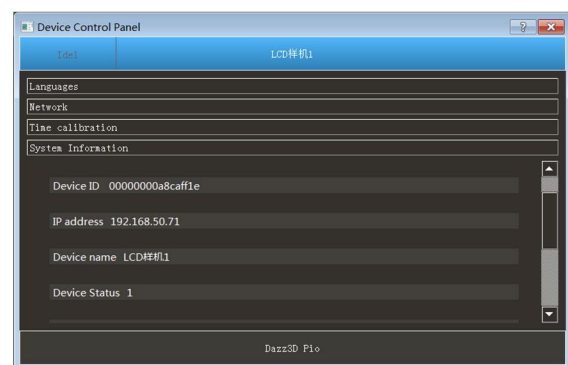 Device Control Panel
Idel LCD样机1
Languages
Network
Time calibration
System Information
Device ID 00000000a8caff1e
IP address 192.168.50.71
Device name LCD样机1
Device Status 1
Dazz3D Pio